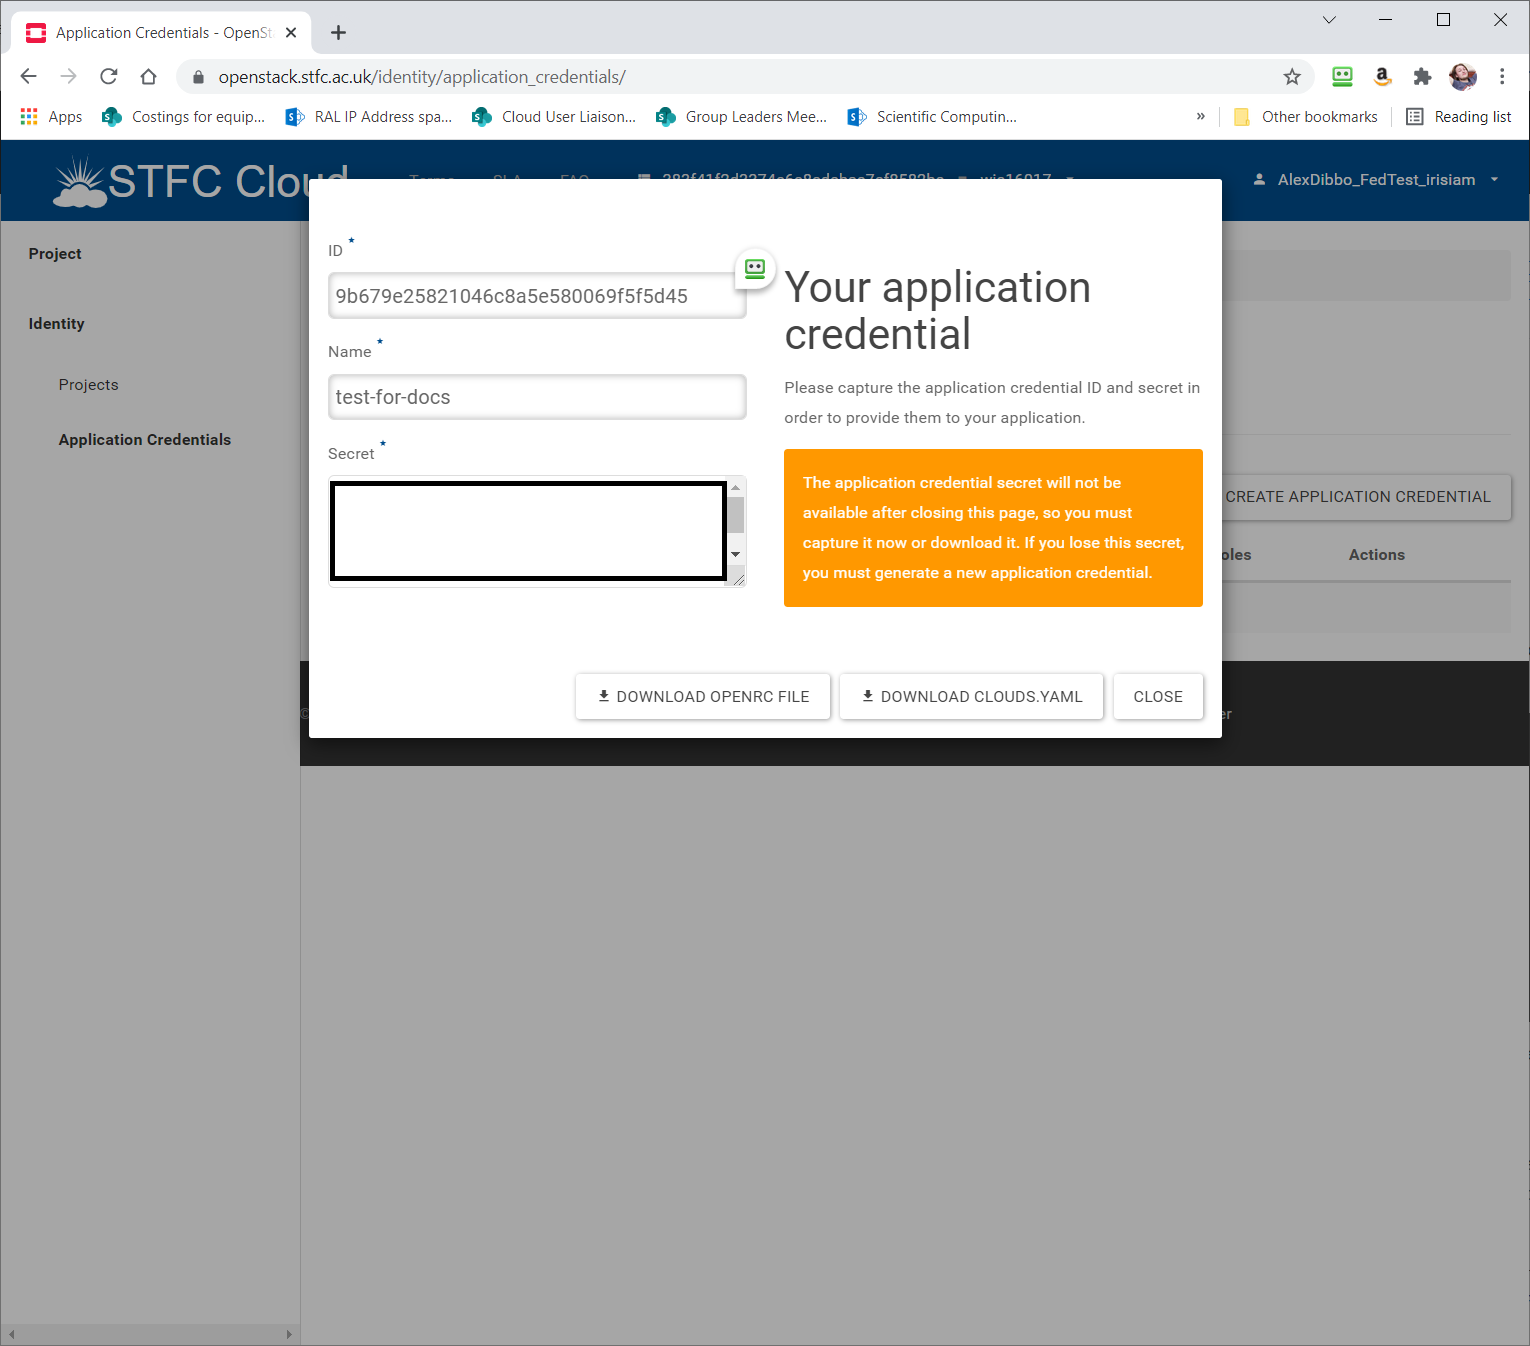 Application Credentials - OpenSt
openstack.stfc.ac.uk/identity/application_credentials/
Apps
Costings for equip...
RAL IP Address spa...
Cloud User Liaison...
Group Leaders Mee...
Scientific Computin...
»
Other bookmarks
Reading list
STFC Cloud
Terms
SLA
FAQ
AlexDibbo_FedTest_irisiam
Project
Identity
Projects
Application Credentials
ID *
9b679e25821046c8a5e580069f5f5d45
Name *
test-for-docs
Secret *
Your application
credential
Please capture the application credential ID and secret in
order to provide them to your application.
The application credential secret will not be
available after closing this page, so you must
capture it now or download it. If you lose this secret,
you must generate a new application credential.
DOWNLOAD OPENRC FILE
DOWNLOAD CLOUDS.YAML
CLOSE
CREATE APPLICATION CREDENTIAL
oles
Actions
©
er